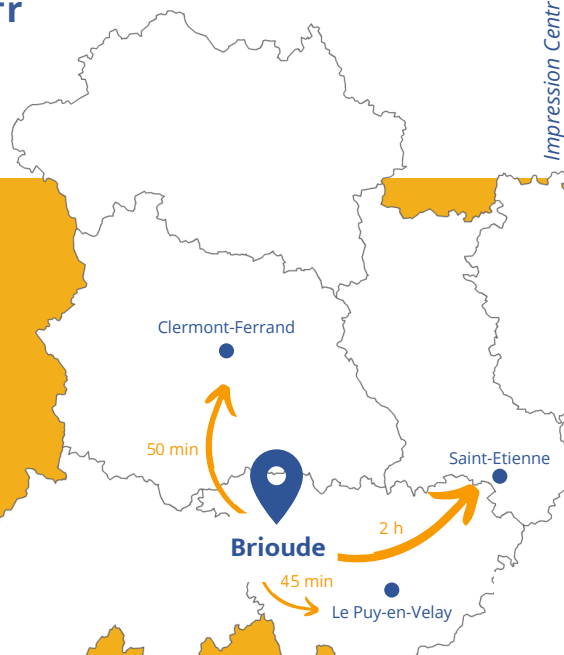 Impression Centr
Clermont-Ferrand
50 min
Saint-Etienne
2 h
Brioude
45 min
Le Puy-en-Velay